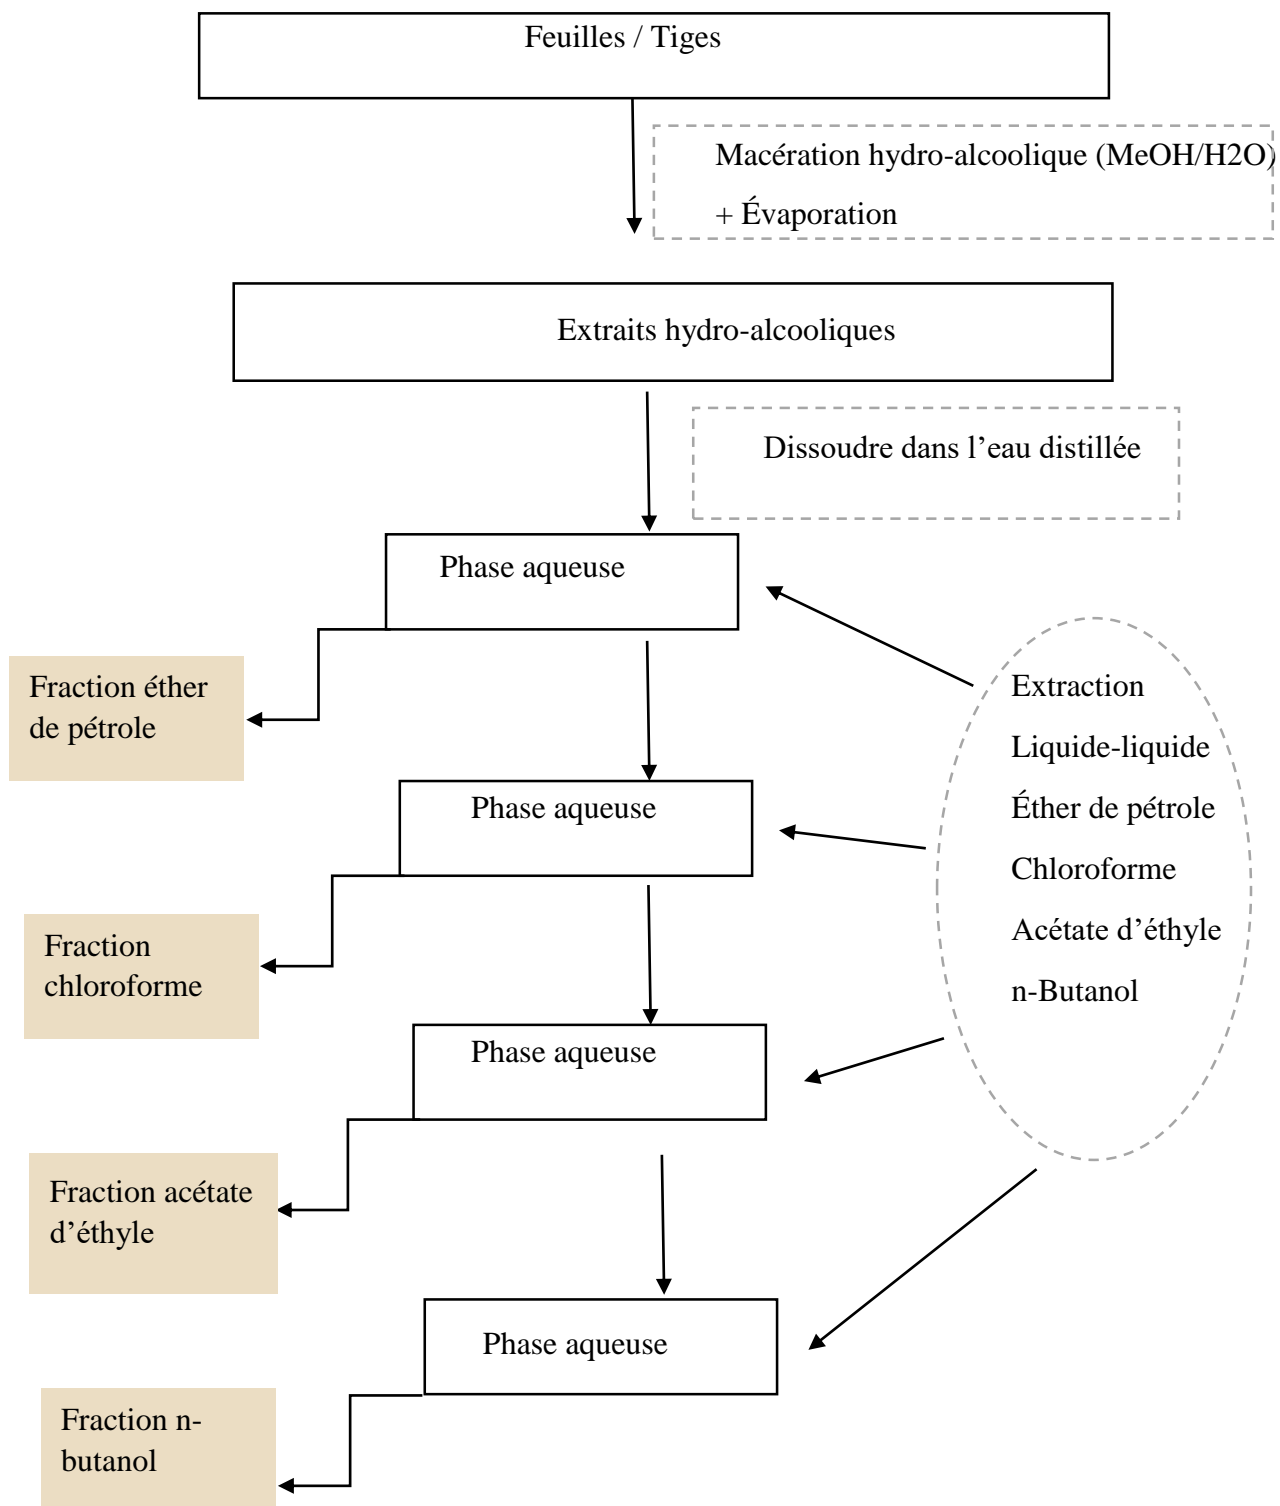 Feuilles / Tiges
Macération hydro-alcoolique (MeOH/H2O)
+ Évaporation
Extraits hydro-alcooliques
Dissoudre dans l’eau distillée
Phase aqueuse
Fraction éther
de pétrole
Extraction
Liquide-liquide
Éther de pétrole
Chloroforme
Acétate d’éthyle
n-Butanol
Phase aqueuse
Fraction
chloroforme
Phase aqueuse
Fraction acétate
d’éthyle
Phase aqueuse
Fraction n-
butanol